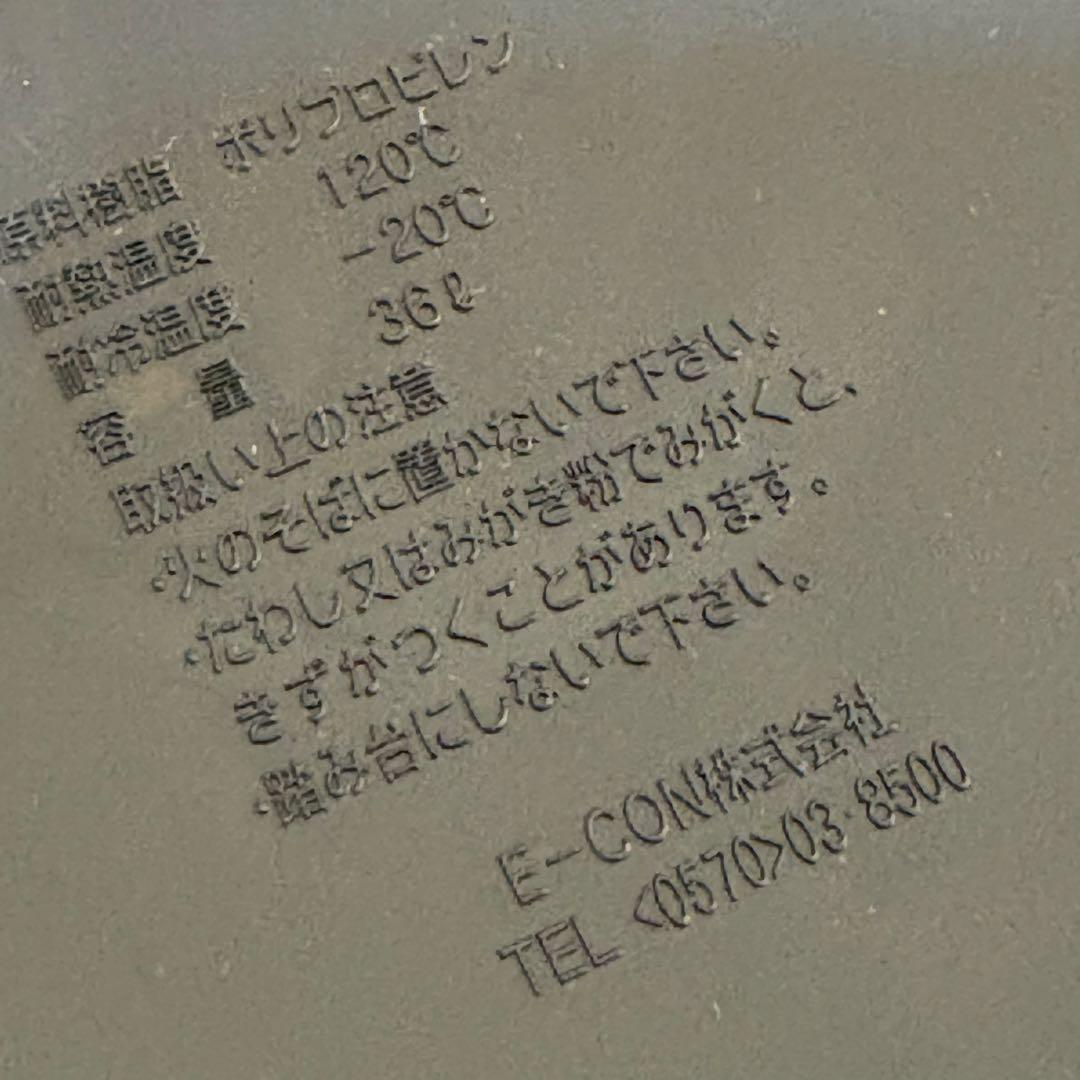 原料樹脂 ポリプロピレン
耐熱温度 120℃
耐冷温度 -20℃
容量 36ℓ
取扱い上の注意
・火のそばに置かないで下さい。
・たわし又はみがき粉でみがくと、
きずがつくことがあります。
・踏み台にしないで下さい。
E-CON株式会社
TEL <0570>03-8500